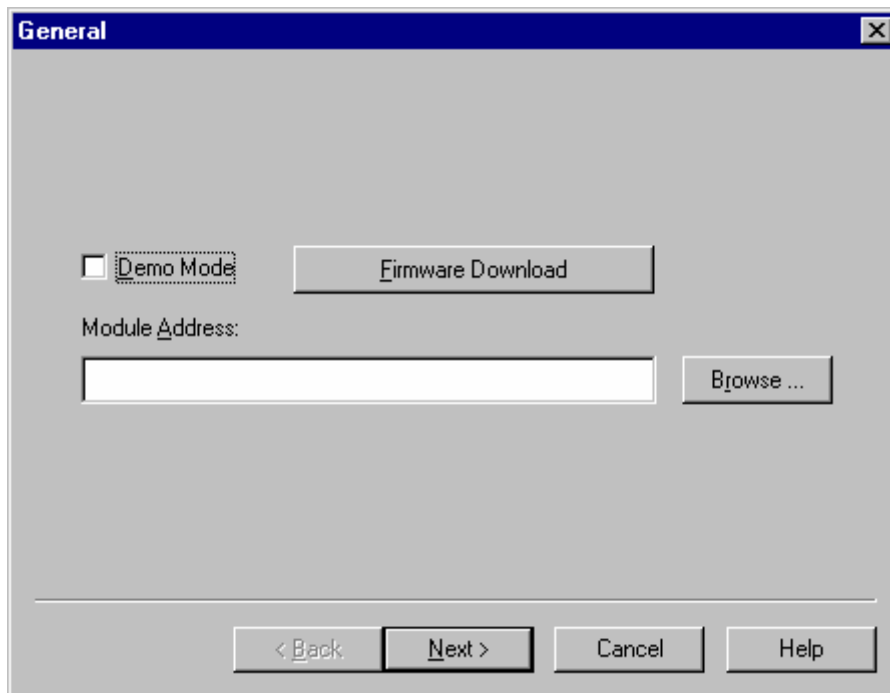 General
Demo Mode
Firmware Download
Module Address:
Browse ...
< Back
Next >
Cancel
Help